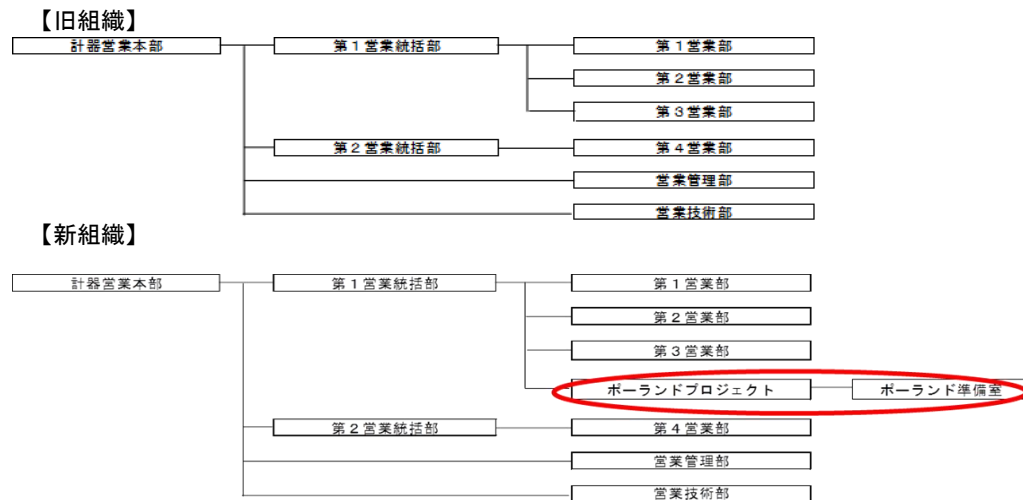 【旧組織】
計器営業本部 第１営業統括部 第１営業部
第２営業部
第３営業部
第２営業統括部 第４営業部
営業管理部
営業技術部
【新組織】
計器営業本部 第１営業統括部 第１営業部
第２営業部
第３営業部
ポーランドプロジェクト ポーランド準備室
第２営業統括部 第４営業部
営業管理部
営業技術部